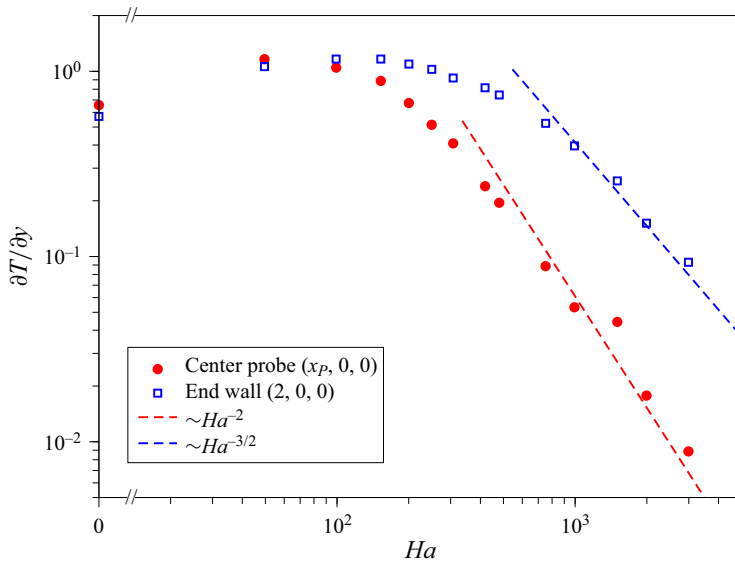 10⁰
10⁻¹
10⁻²
∂T/∂y
Center probe (x_P, 0, 0)
End wall (2, 0, 0)
~Ha⁻²
~Ha⁻³/²
0
10²
10³
Ha